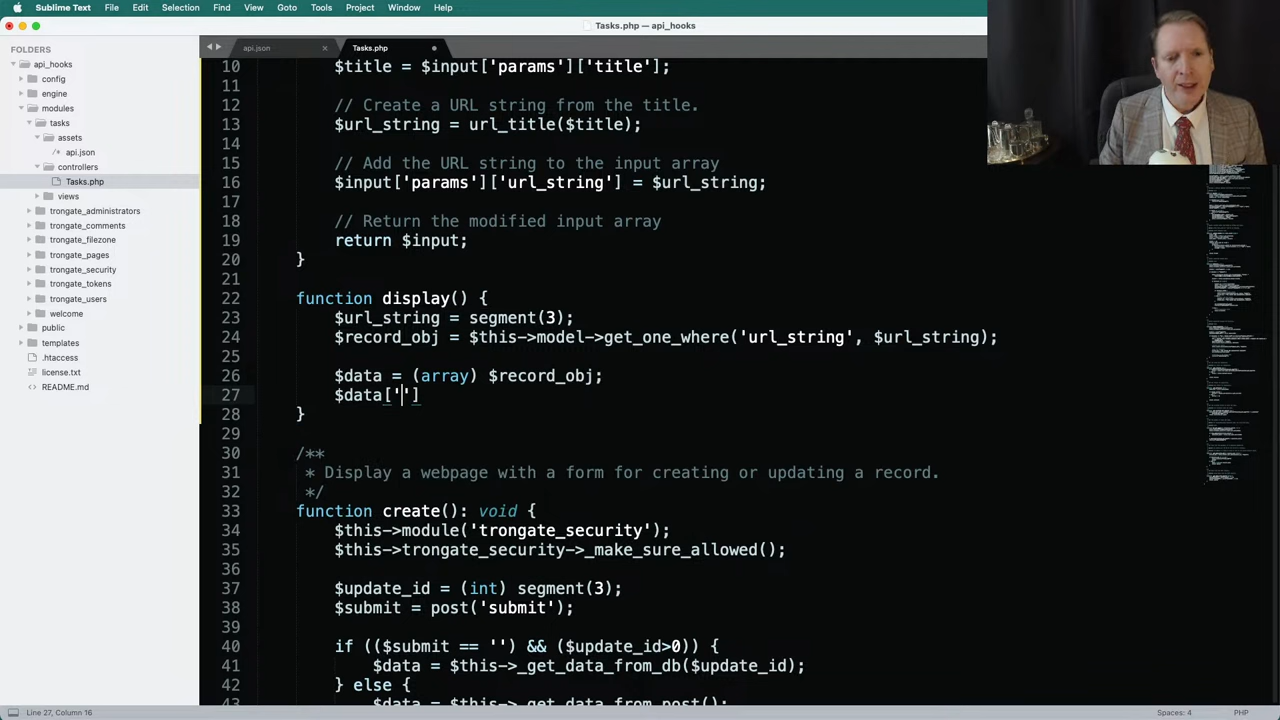 Sublime Text File Edit Selection Find View Goto Tools Project Window Help
Tasks.php — api_hooks
FOLDERS
api_hooks
config
engine
modules
tasks
assets
api.json
controllers
Tasks.php
views
trongate_administrators
trongate_comments
trongate_filezone
trongate_pages
trongate_security
trongate_tokens
trongate_users
welcome
public
templates
.htaccess
license.txt
README.md
api.json × Tasks.php
10 $title = $input['params']['title'];
11
12 // Create a URL string from the title.
13 $url_string = url_title($title);
14
15 // Add the URL string to the input array
16 $input['params']['url_string'] = $url_string;
17
18 // Return the modified input array
19 return $input;
20 }
21
22 function display() {
23 $url_string = segment(3);
24 $record_obj = $this->model->get_one_where('url_string', $url_string);
25
26 $data = (array) $record_obj;
27 $data['']
28 }
29
30 /**
31 * Display a webpage with a form for creating or updating a record.
32 */
33 function create(): void {
34 $this->module('trongate_security');
35 $this->trongate_security->_make_sure_allowed();
36
37 $update_id = (int) segment(3);
38 $submit = post('submit');
39
40 if (($submit == '') && ($update_id>0)) {
41 $data = $this->_get_data_from_db($update_id);
42 } else {
43 $data = $this->_get_data_from_post();
Line 27, Column 16 Spaces: 4 PHP